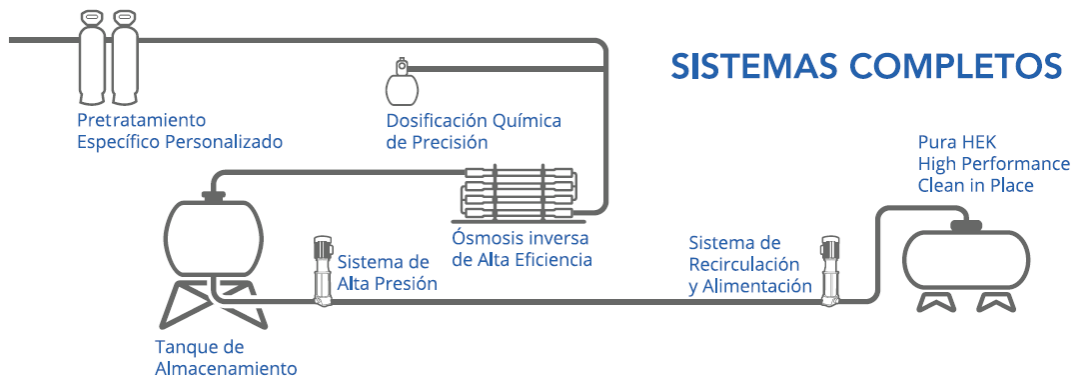 SISTEMAS COMPLETOS
Pretratamiento
Específico Personalizado
Dosificación Química
de Precisión
Pura HEK
High Performance
Clean in Place
Ósmosis inversa
de Alta Eficiencia
Sistema de
Alta Presión
Sistema de
Recirculación
y Alimentación
Tanque de
Almacenamiento